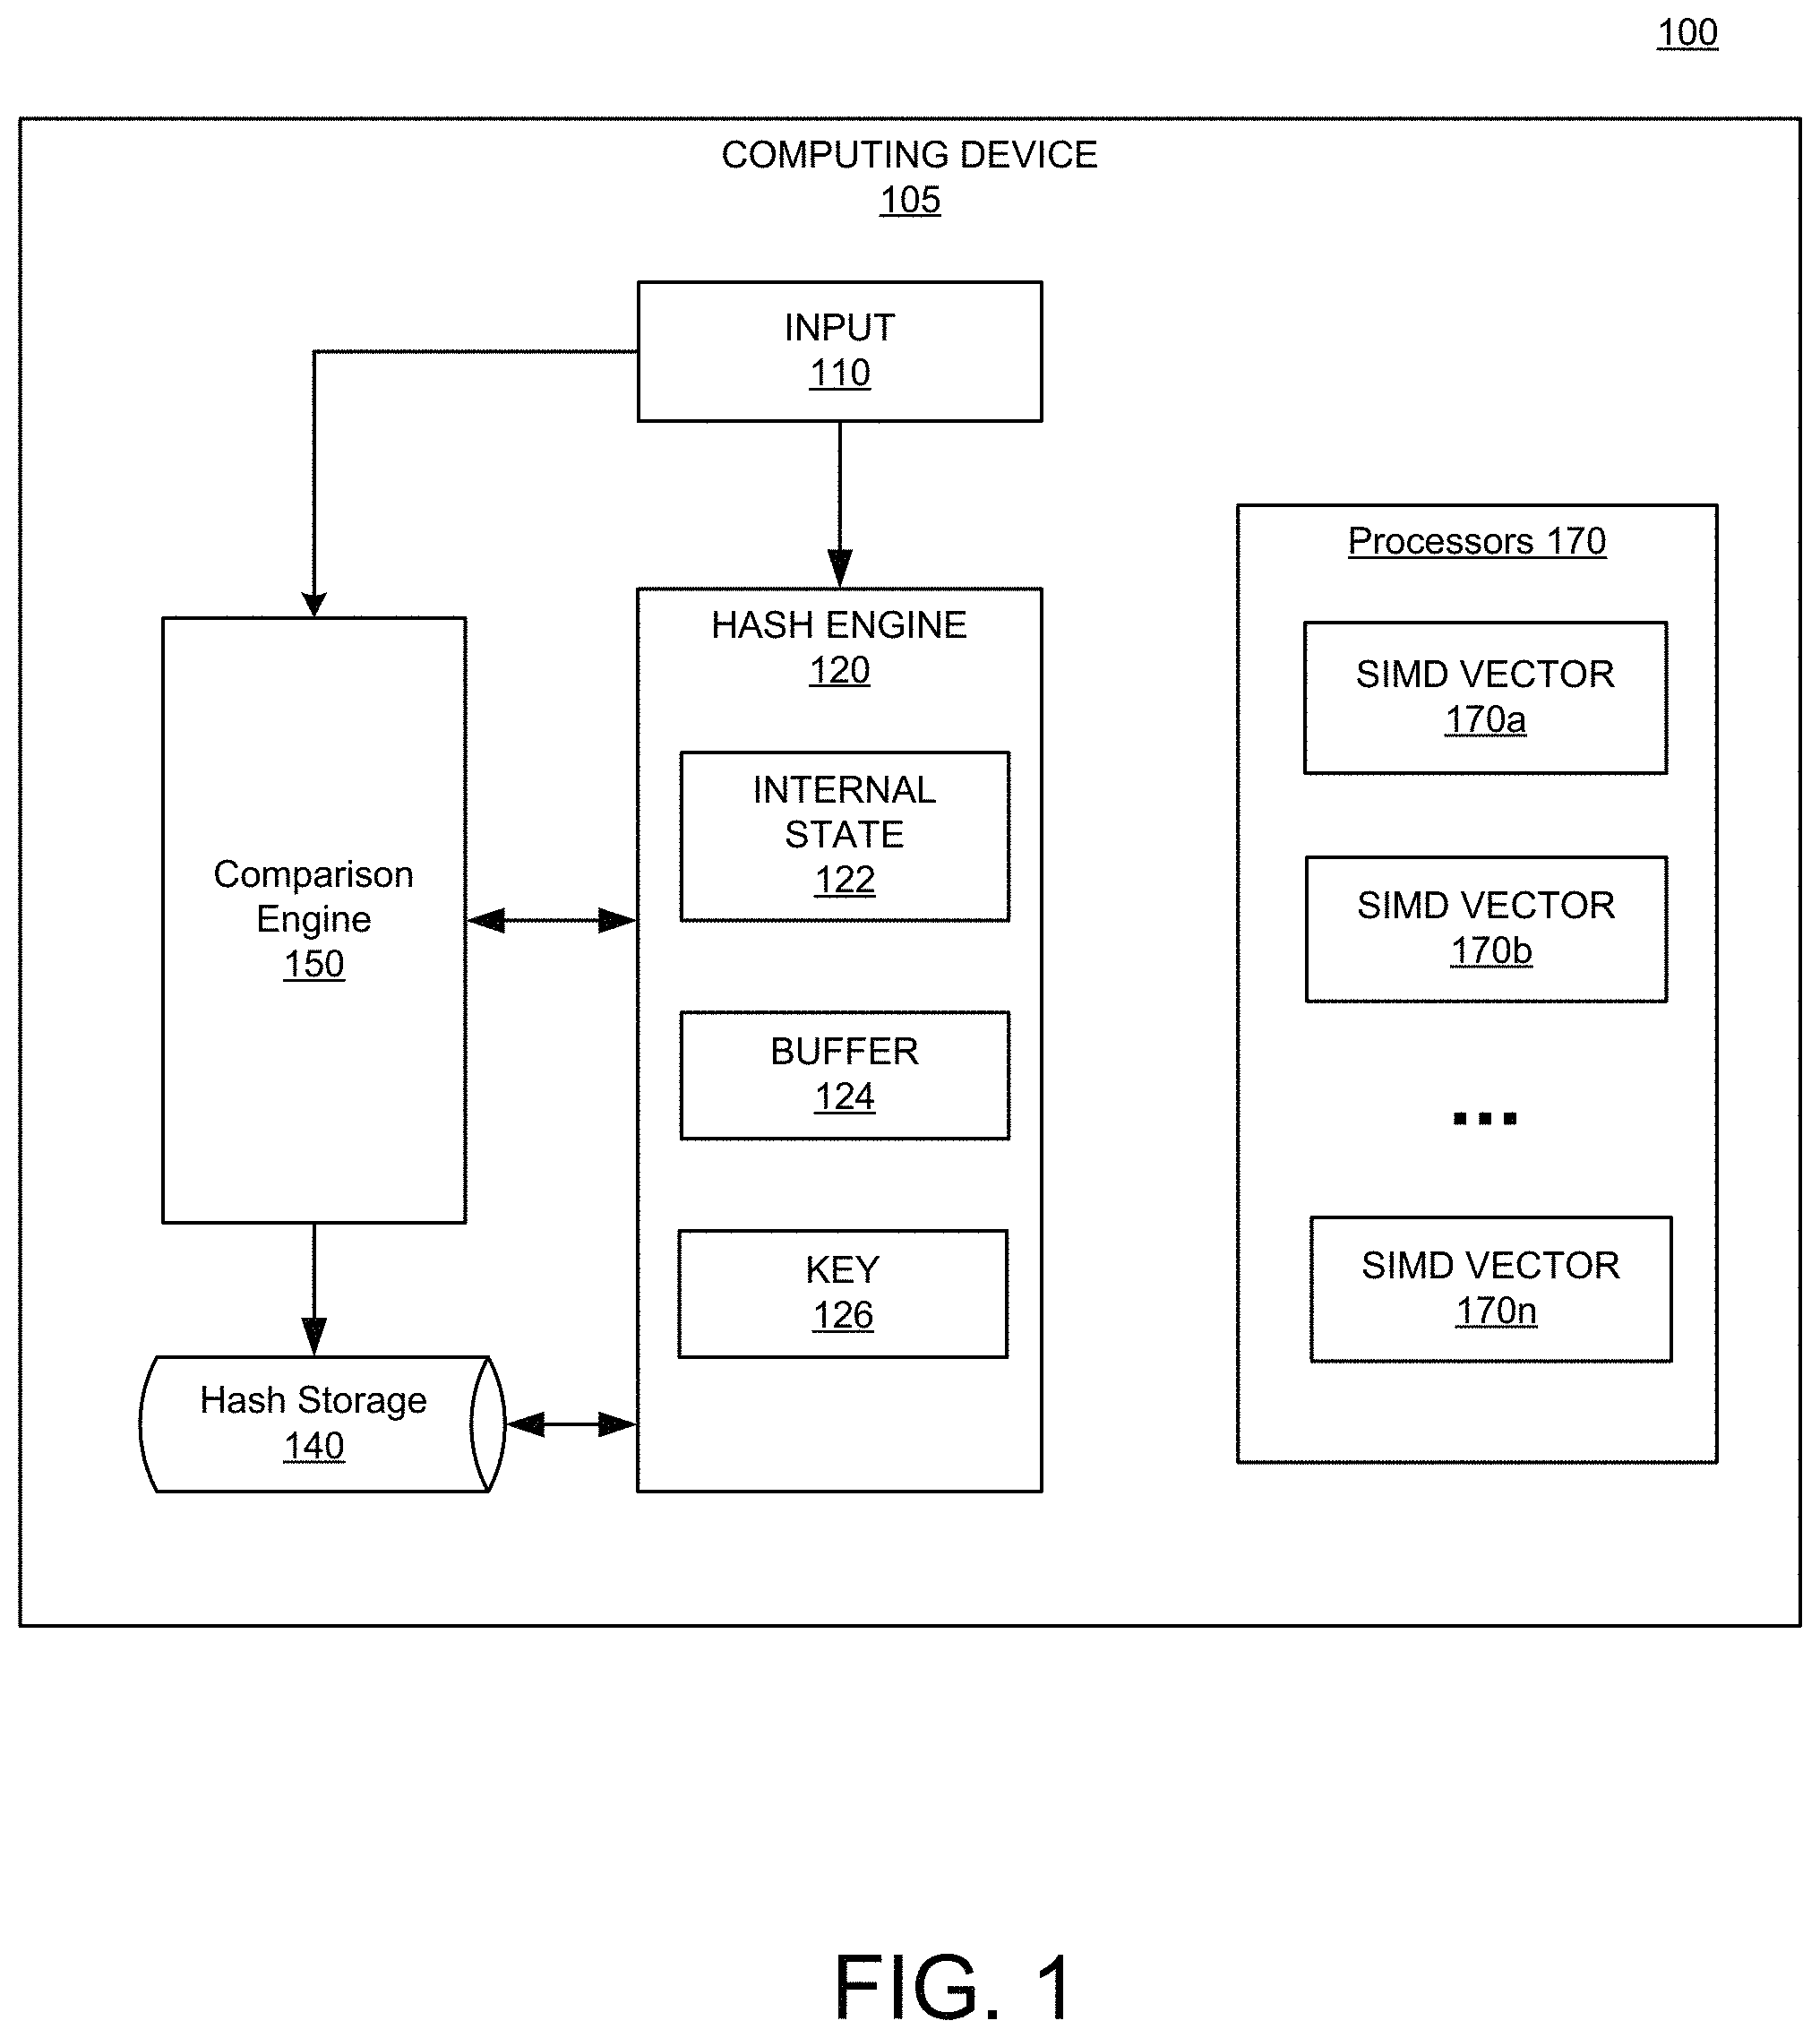 100
COMPUTING DEVICE
105
INPUT
110
Comparison
Engine
150
Hash Storage
140
HASH ENGINE
120
INTERNAL
STATE
122
BUFFER
124
KEY
126
Processors 170
SIMD VECTOR
170a
SIMD VECTOR
170b
...
SIMD VECTOR
170n
FIG. 1